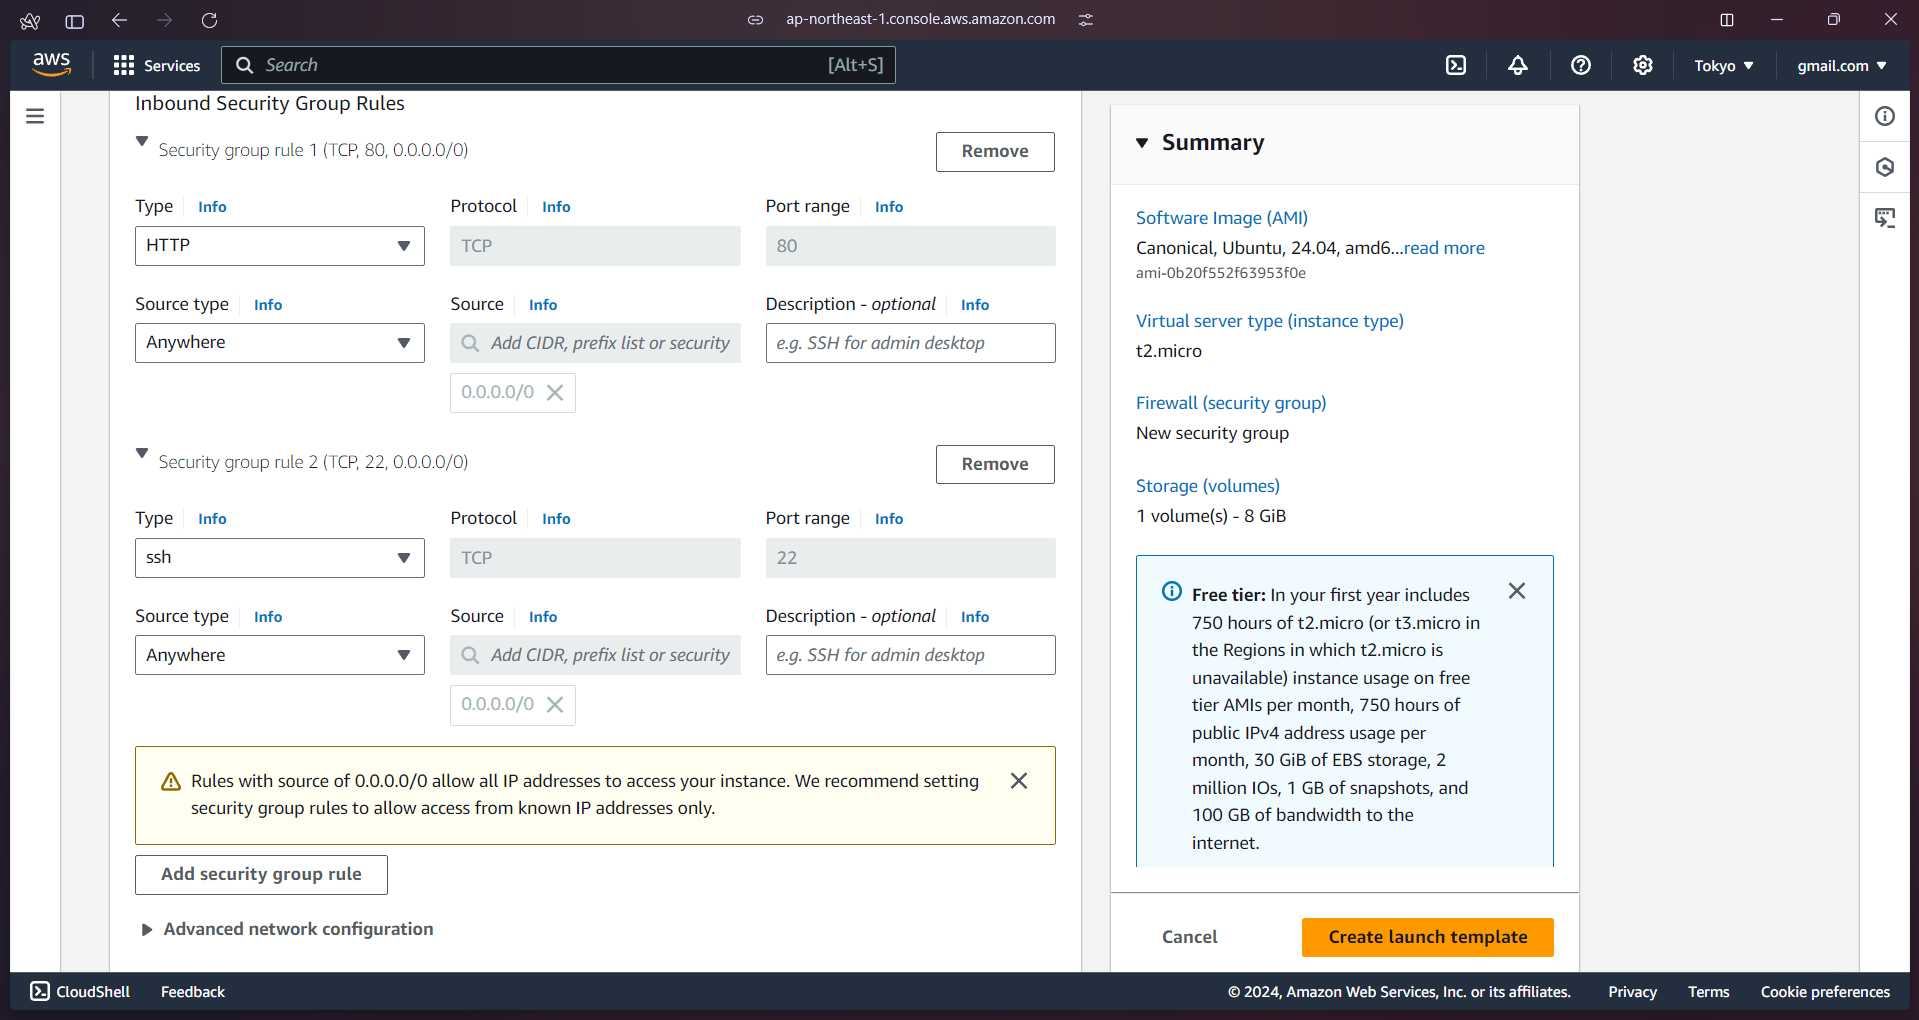 ap-northeast-1.console.aws.amazon.com
aws
Services
Search
[Alt+S]
Tokyo
gmail.com
Inbound Security Group Rules
Security group rule 1 (TCP, 80, 0.0.0.0/0)
Remove
Type Info
Protocol Info
Port range Info
HTTP
TCP
80
Source type Info
Source Info
Description - optional Info
Anywhere
Add CIDR, prefix list or security
e.g. SSH for admin desktop
0.0.0.0/0
Security group rule 2 (TCP, 22, 0.0.0.0/0)
Remove
Type Info
Protocol Info
Port range Info
ssh
TCP
22
Source type Info
Source Info
Description - optional Info
Anywhere
Add CIDR, prefix list or security
e.g. SSH for admin desktop
0.0.0.0/0
Rules with source of 0.0.0.0/0 allow all IP addresses to access your instance. We recommend setting
security group rules to allow access from known IP addresses only.
Add security group rule
Advanced network configuration
Summary
Software Image (AMI)
Canonical, Ubuntu, 24.04, amd6...read more
ami-0b20f552f63953f0e
Virtual server type (instance type)
t2.micro
Firewall (security group)
New security group
Storage (volumes)
1 volume(s) - 8 GiB
Free tier: In your first year includes
750 hours of t2.micro (or t3.micro in
the Regions in which t2.micro is
unavailable) instance usage on free
tier AMIs per month, 750 hours of
public IPv4 address usage per
month, 30 GiB of EBS storage, 2
million IOs, 1 GB of snapshots, and
100 GB of bandwidth to the
internet.
Cancel
Create launch template
CloudShell
Feedback
© 2024, Amazon Web Services, Inc. or its affiliates.
Privacy
Terms
Cookie preferences